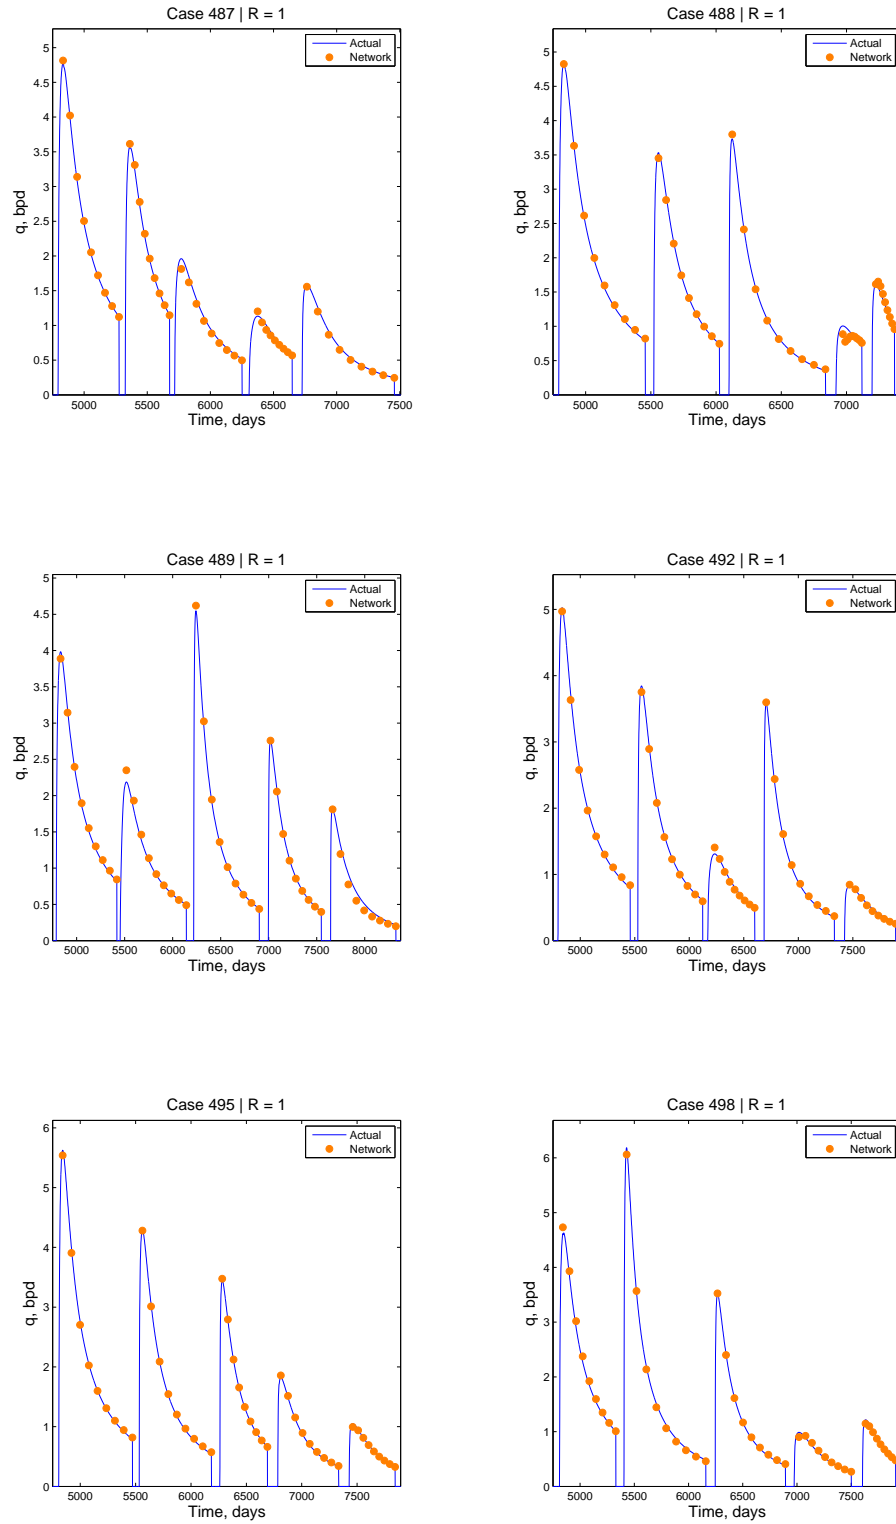 Case 487 | R = 1
Actual
Network
q, bpd
5
4.5
4
3.5
3
2.5
2
1.5
1
0.5
0
5000 5500 6000 6500 7000 7500
Time, days
Case 488 | R = 1
Actual
Network
q, bpd
5
4.5
4
3.5
3
2.5
2
1.5
1
0.5
0
5000 5500 6000 6500 7000
Time, days
Case 489 | R = 1
Actual
Network
q, bpd
5
4.5
4
3.5
3
2.5
2
1.5
1
0.5
0
5000 5500 6000 6500 7000 7500 8000
Time, days
Case 492 | R = 1
Actual
Network
q, bpd
5
4
3
2
1
0
5000 5500 6000 6500 7000 7500
Time, days
Case 495 | R = 1
Actual
Network
q, bpd
6
5
4
3
2
1
0
5000 5500 6000 6500 7000 7500
Time, days
Case 498 | R = 1
Actual
Network
q, bpd
6
5
4
3
2
1
0
5000 5500 6000 6500 7000 7500
Time, days